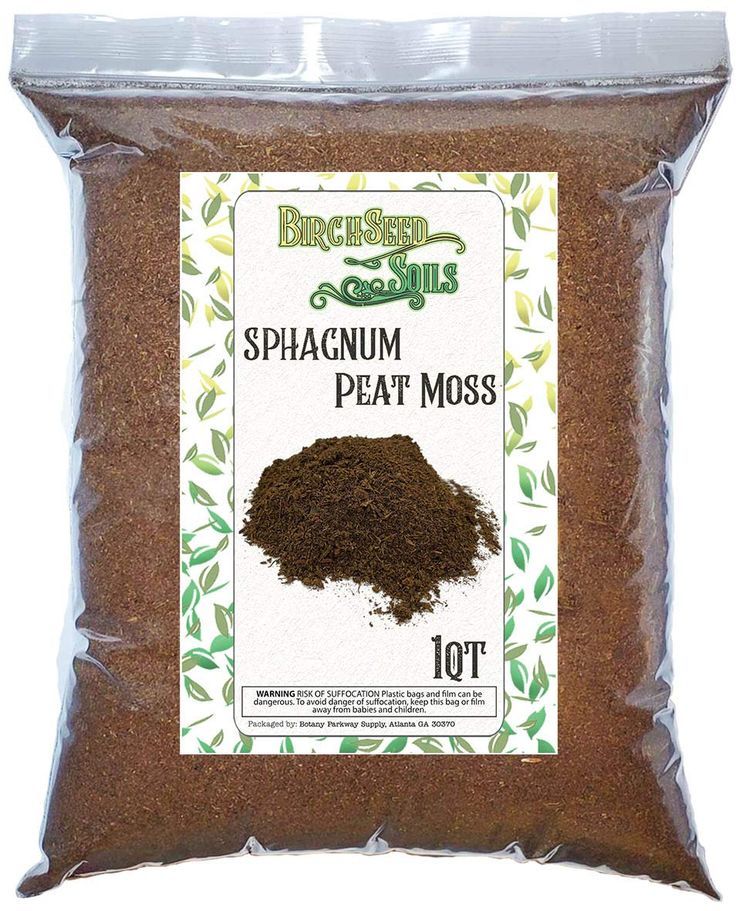 BIRCHSEED
SOILS
SPHAGNUM
PEAT MOSS
1QT
WARNING RISK OF SUFFOCATION Plastic bags and film can be
dangerous. To avoid danger of suffocation, keep this bag or film
away from babies and children.
Packaged by: Botany Parkway Supply, Atlanta GA 30370